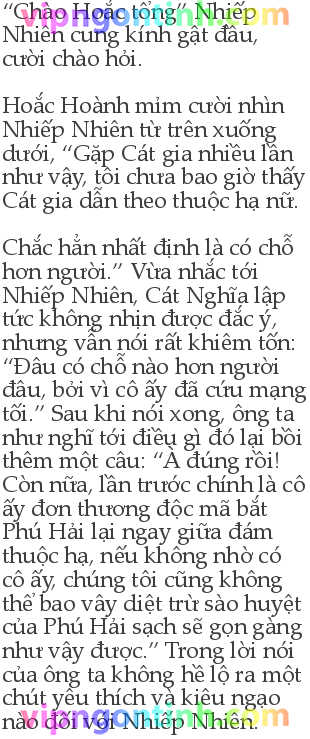 vipngontinh.com
“Chào Hoắc tổng” Nhiếp
Nhiên cung kính gật đầu,
cười chào hỏi.
Hoắc Hoành mỉm cười nhìn
Nhiếp Nhiên từ trên xuống
dưới, “Gặp Cát gia nhiều lần
như vậy, tôi chưa bao giờ thấy
Cát gia dẫn theo thuộc hạ nữ.
Chắc hẳn nhất định là có chỗ
hơn người.” Vừa nhắc tới
Nhiếp Nhiên, Cát Nghĩa lập
tức không nhịn được đắc ý,
nhưng vẫn nói rất khiêm tốn:
“Đâu có chỗ nào hơn người
đâu, bởi vì cô ấy đã cứu mạng
tôi.” Sau khi nói xong, ông ta
như nghĩ tới điều gì đó lại bồi
thêm một câu: “À đúng rồi!
Còn nữa, lần trước chính là cô
ấy đơn thương độc mã bắt
Phú Hải lại ngay giữa đám
thuộc hạ, nếu không nhờ có
cô ấy, chúng tôi cũng không
thể bao vây diệt trừ sào huyệt
của Phú Hải sạch sẽ gọn gàng
như vậy được.” Trong lời nói
của ông ta không hề lộ ra một
chút yêu thích và kiêu ngạo
nào đối với Nhiếp Nhiên.
vipngontinh.com